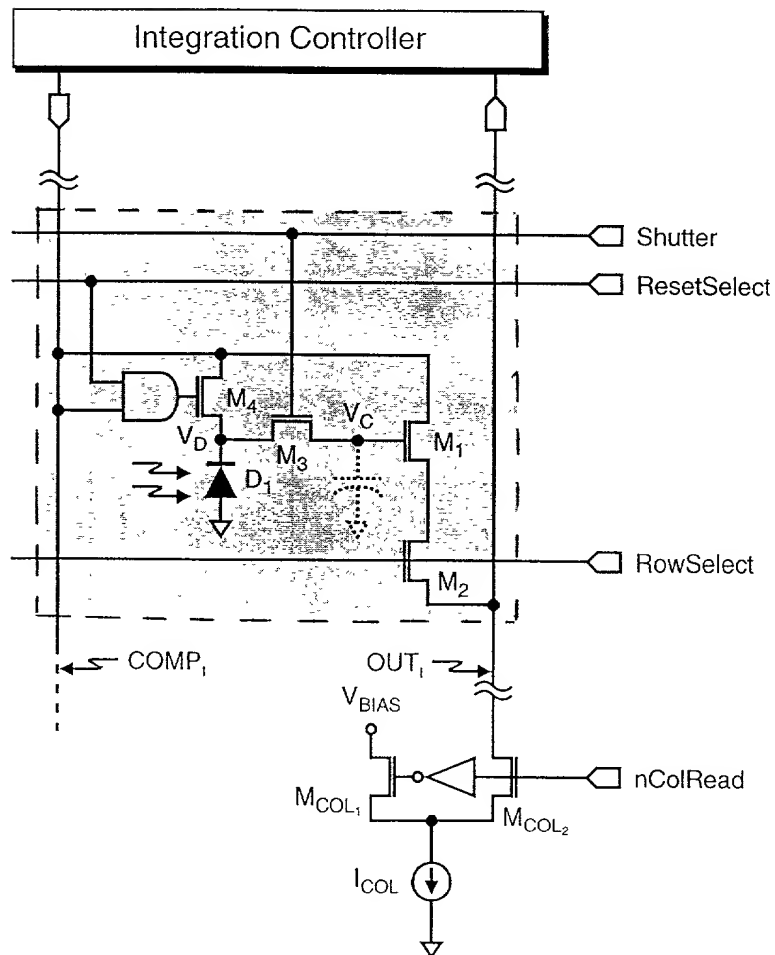 Integration Controller
Shutter
ResetSelect
M4
VD
M3
VC
M1
D1
RowSelect
M2
COMPI
OUTI
VBIAS
nColRead
MCOL1
MCOL2
ICOL